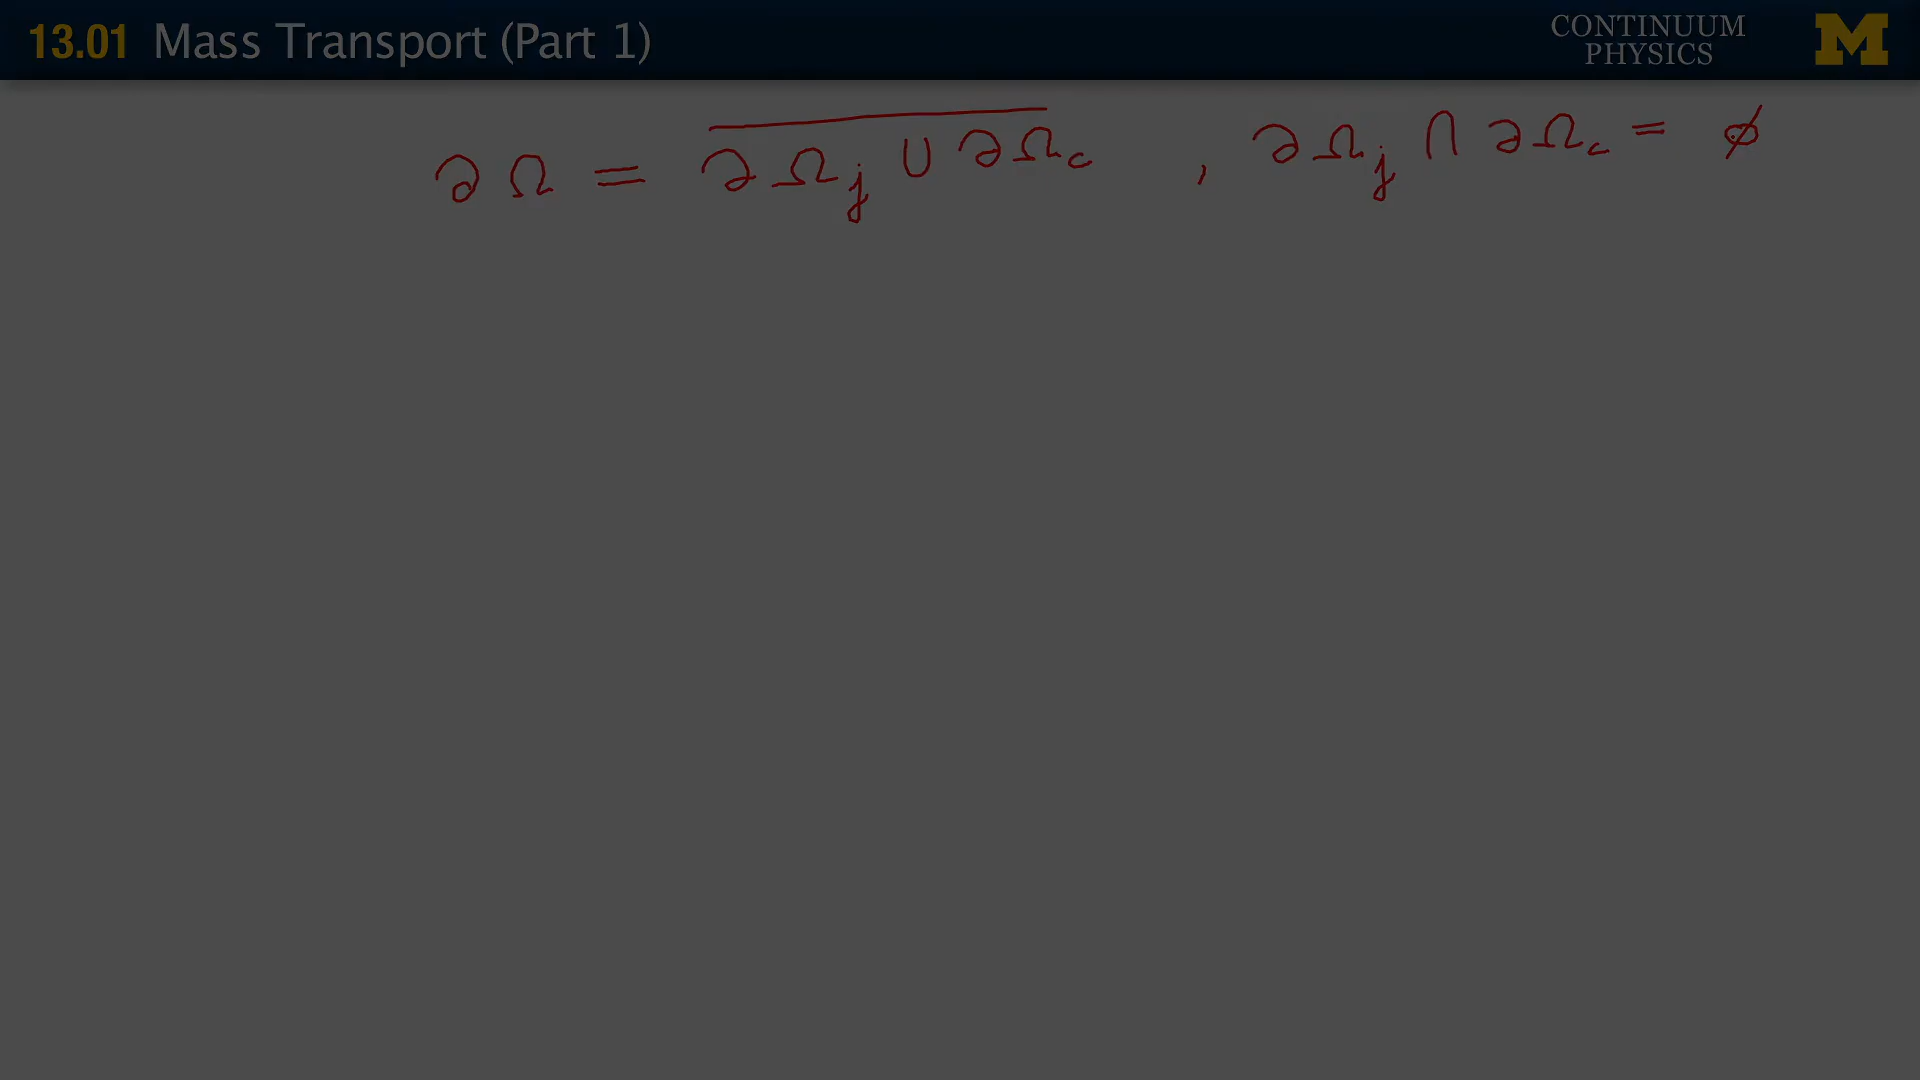 13.01 Mass Transport (Part 1)
CONTINUUM
PHYSICS
M
∂Ω = \overline{∂Ω_j ∪ ∂Ω_c} , ∂Ω_j ∩ ∂Ω_c = ∅